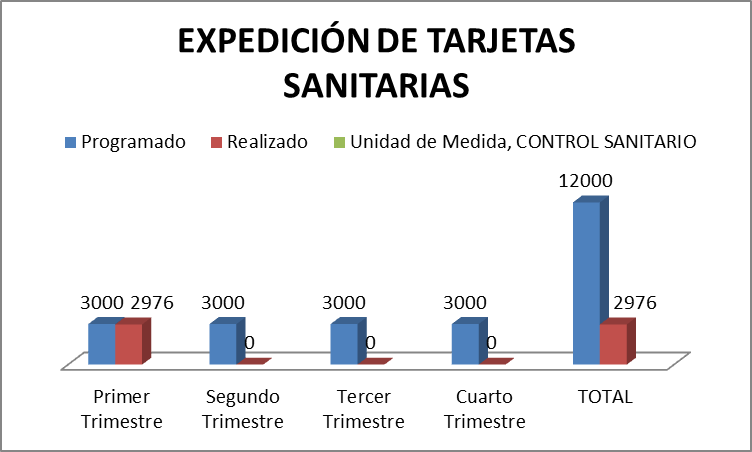 EXPEDICIÓN DE TARJETAS
SANITARIAS
Programado Realizado Unidad de Medida, CONTROL SANITARIO
12000
3000 2976 3000 3000 3000 2976
0 0 0
Primer Segundo Tercer Cuarto TOTAL
Trimestre Trimestre Trimestre Trimestre